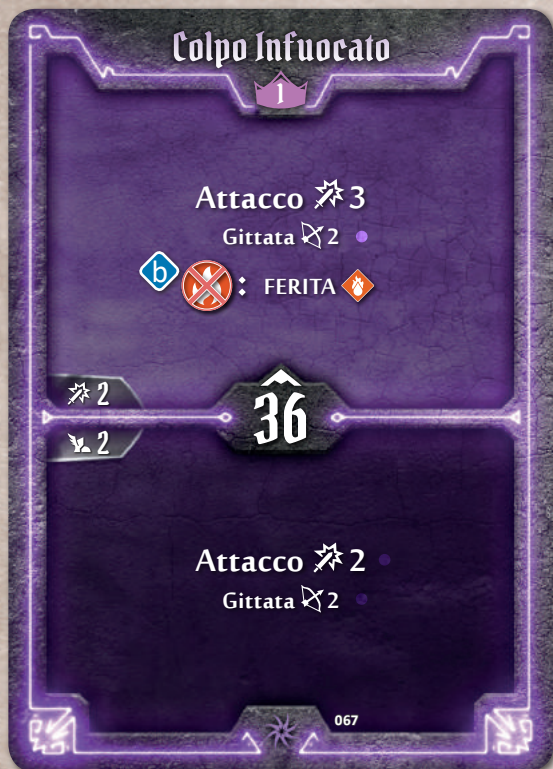 Colpo Infuocato
1
Attacco 3
Gittata 2
b : FERITA
2
36
2
Attacco 2
Gittata 2
067